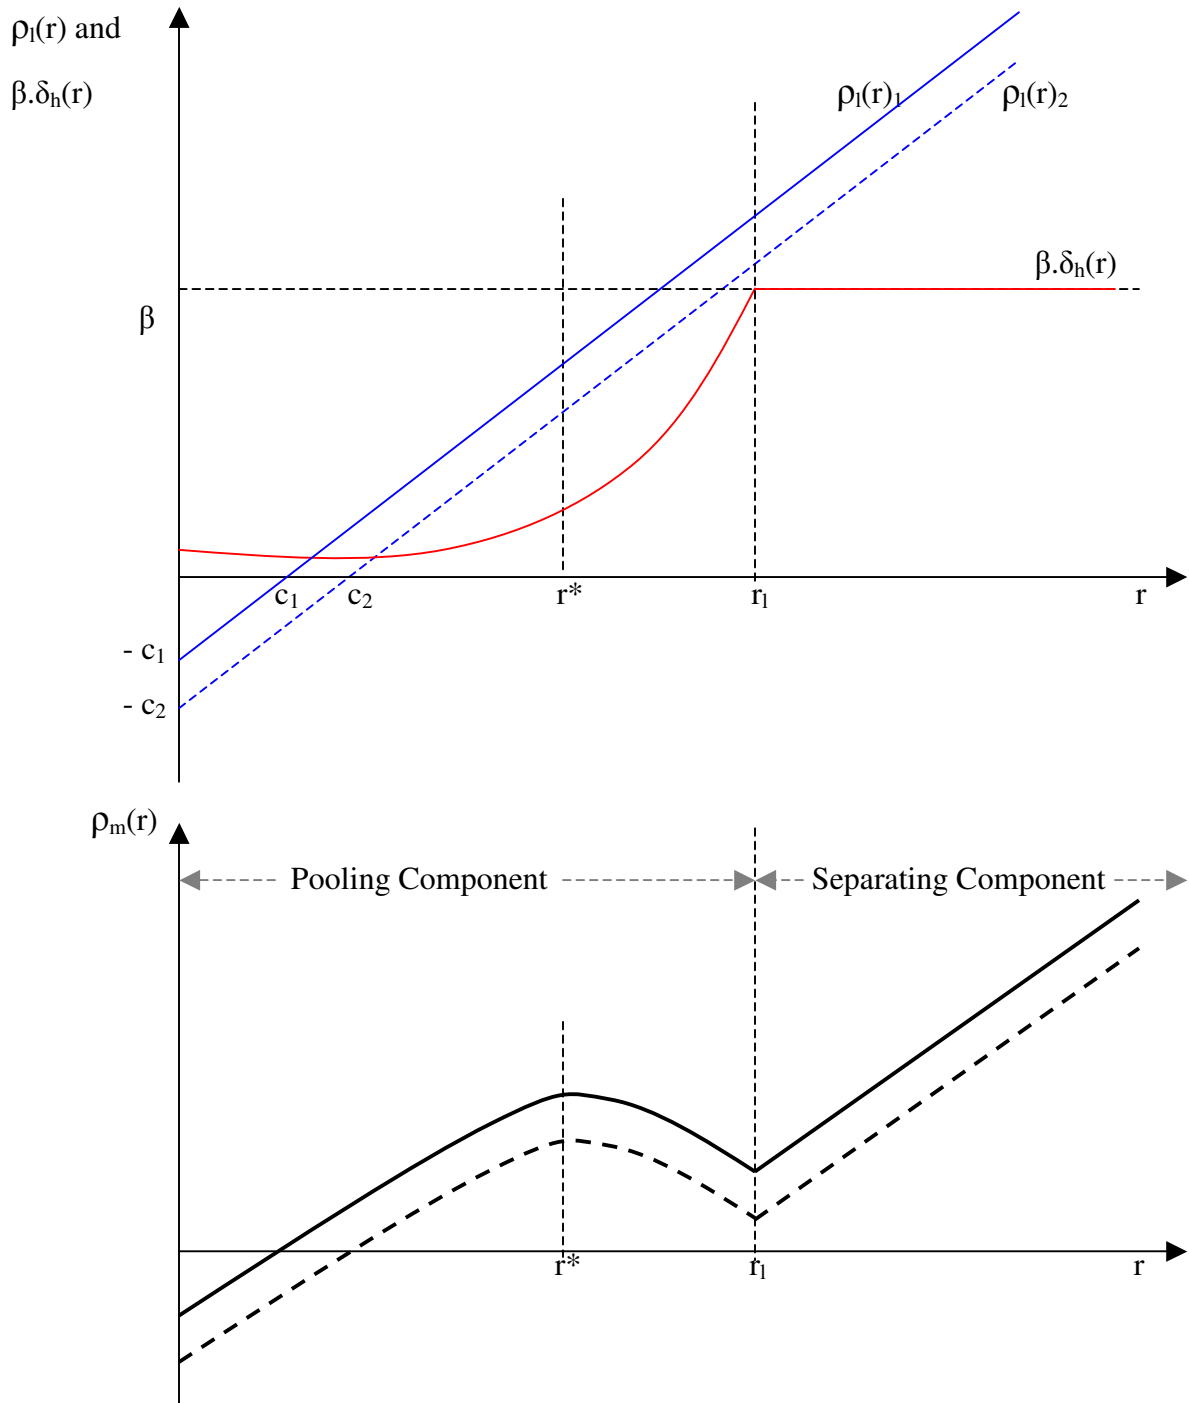 ρₗ(r) and
β.δₕ(r)
ρₗ(r)₁
ρₗ(r)₂
β.δₕ(r)
β
c₁ c₂ r* rₗ r
- c₁
- c₂
ρₘ(r)
Pooling Component Separating Component
r* rₗ r